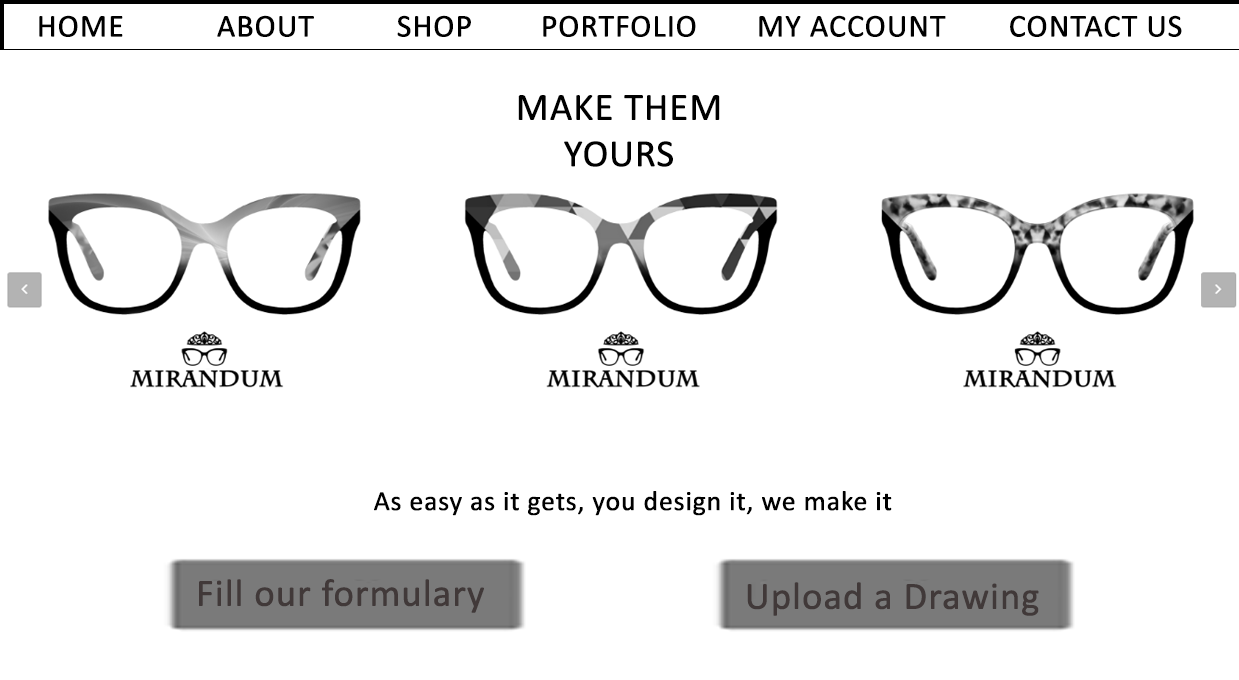 HOME ABOUT SHOP PORTFOLIO MY ACCOUNT CONTACT US
MAKE THEM
YOURS
MIRANDUM MIRANDUM MIRANDUM
As easy as it gets, you design it, we make it
Fill our formulary Upload a Drawing